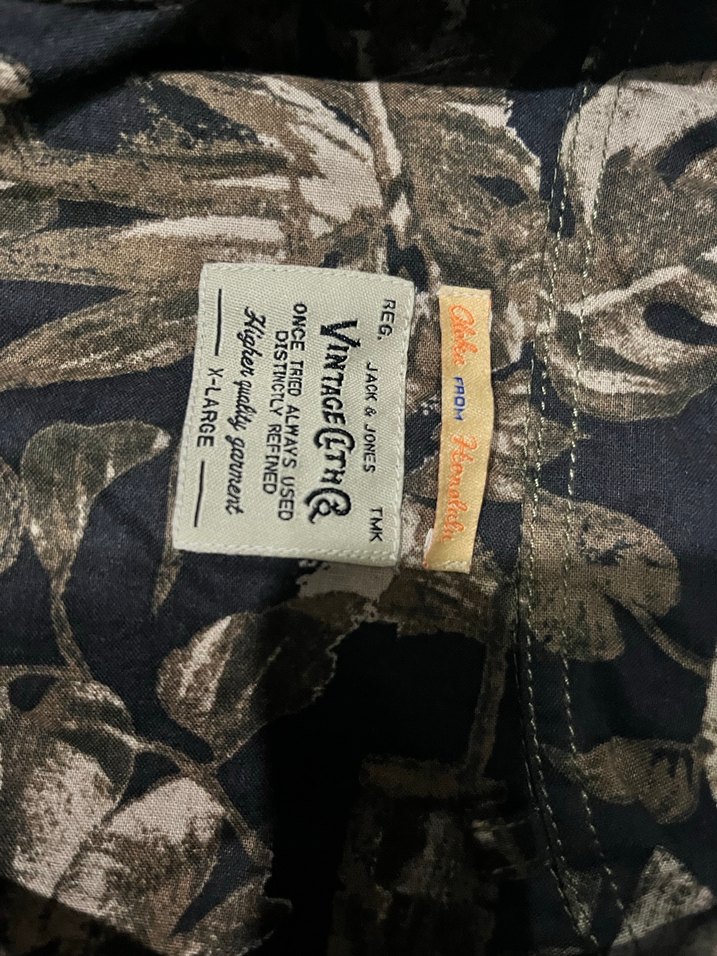 REG. JACK & JONES TMK
VINTAGE CLTH Co
ONCE TRIED ALWAYS USED
DISTINCTLY REFINED
Higher quality garment
X-LARGE
Aloha FROM Honolulu